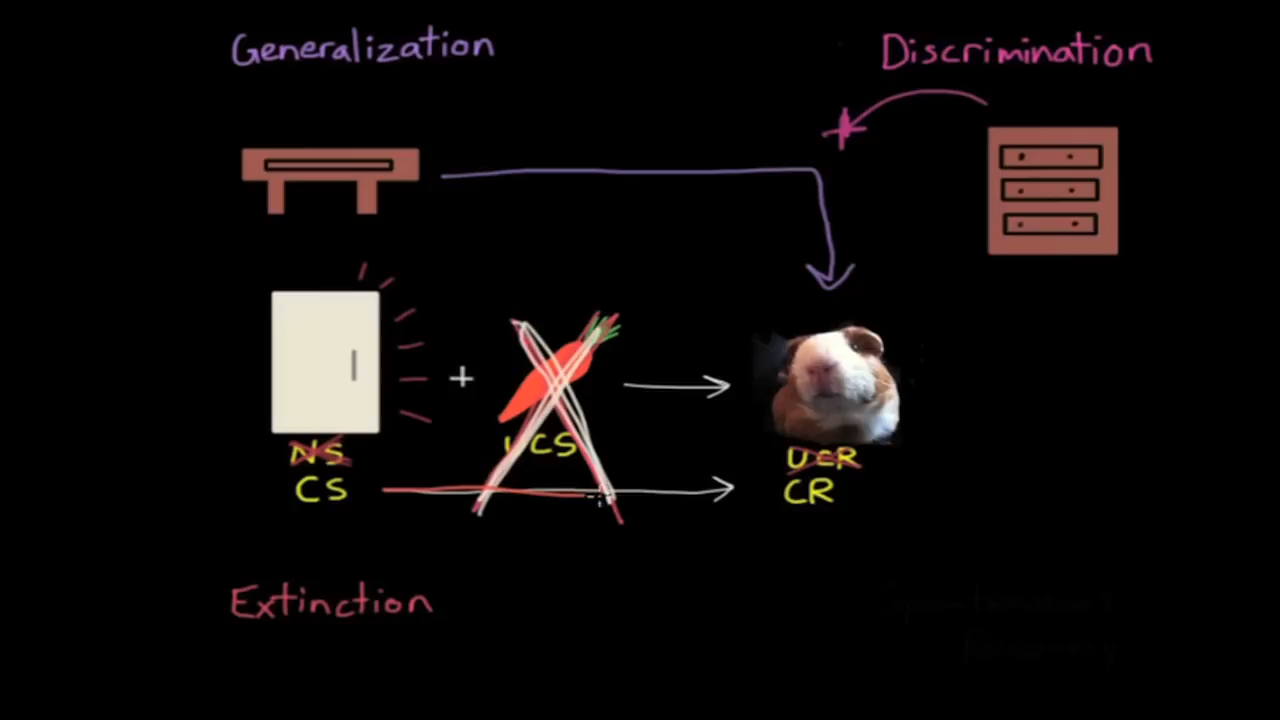 Generalization
Discrimination
+
NS
UCS
UCR
CS
CR
Extinction